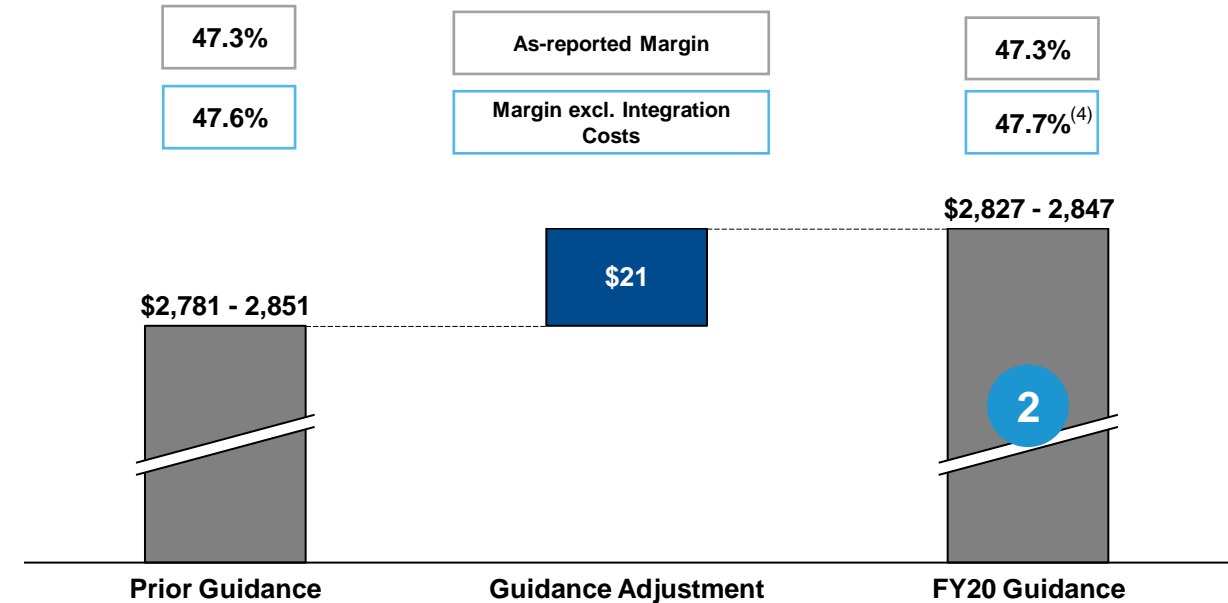 47.3%
As-reported Margin
47.3%
47.6%
Margin excl. Integration
Costs
47.7%(4)
$2,827 - 2,847
$21
$2,781 - 2,851
2
Prior Guidance
Guidance Adjustment
FY20 Guidance